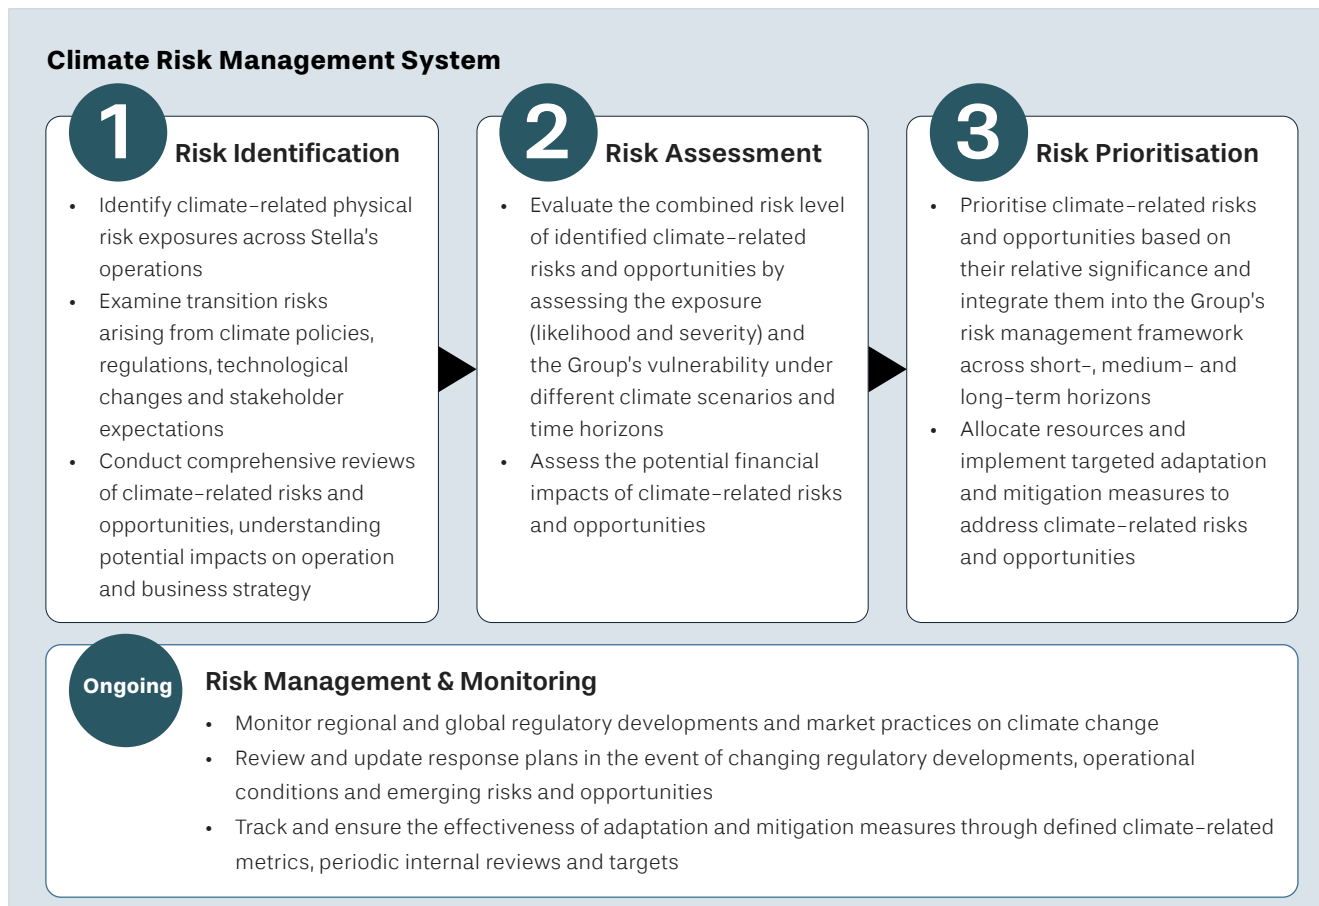 Climate Risk Management System
1
Risk Identification
• Identify climate-related physical
risk exposures across Stella's
operations
• Examine transition risks
arising from climate policies,
regulations, technological
changes and stakeholder
expectations
• Conduct comprehensive reviews
of climate-related risks and
opportunities, understanding
potential impacts on operation
and business strategy
2
Risk Assessment
• Evaluate the combined risk level
of identified climate-related
risks and opportunities by
assessing the exposure
(likelihood and severity) and
the Group's vulnerability under
different climate scenarios and
time horizons
• Assess the potential financial
impacts of climate-related risks
and opportunities
3
Risk Prioritisation
• Prioritise climate-related risks
and opportunities based on
their relative significance and
integrate them into the Group's
risk management framework
across short-, medium- and
long-term horizons
• Allocate resources and
implement targeted adaptation
and mitigation measures to
address climate-related risks
and opportunities
Ongoing
Risk Management & Monitoring
• Monitor regional and global regulatory developments and market practices on climate change
• Review and update response plans in the event of changing regulatory developments, operational
conditions and emerging risks and opportunities
• Track and ensure the effectiveness of adaptation and mitigation measures through defined climate-related
metrics, periodic internal reviews and targets